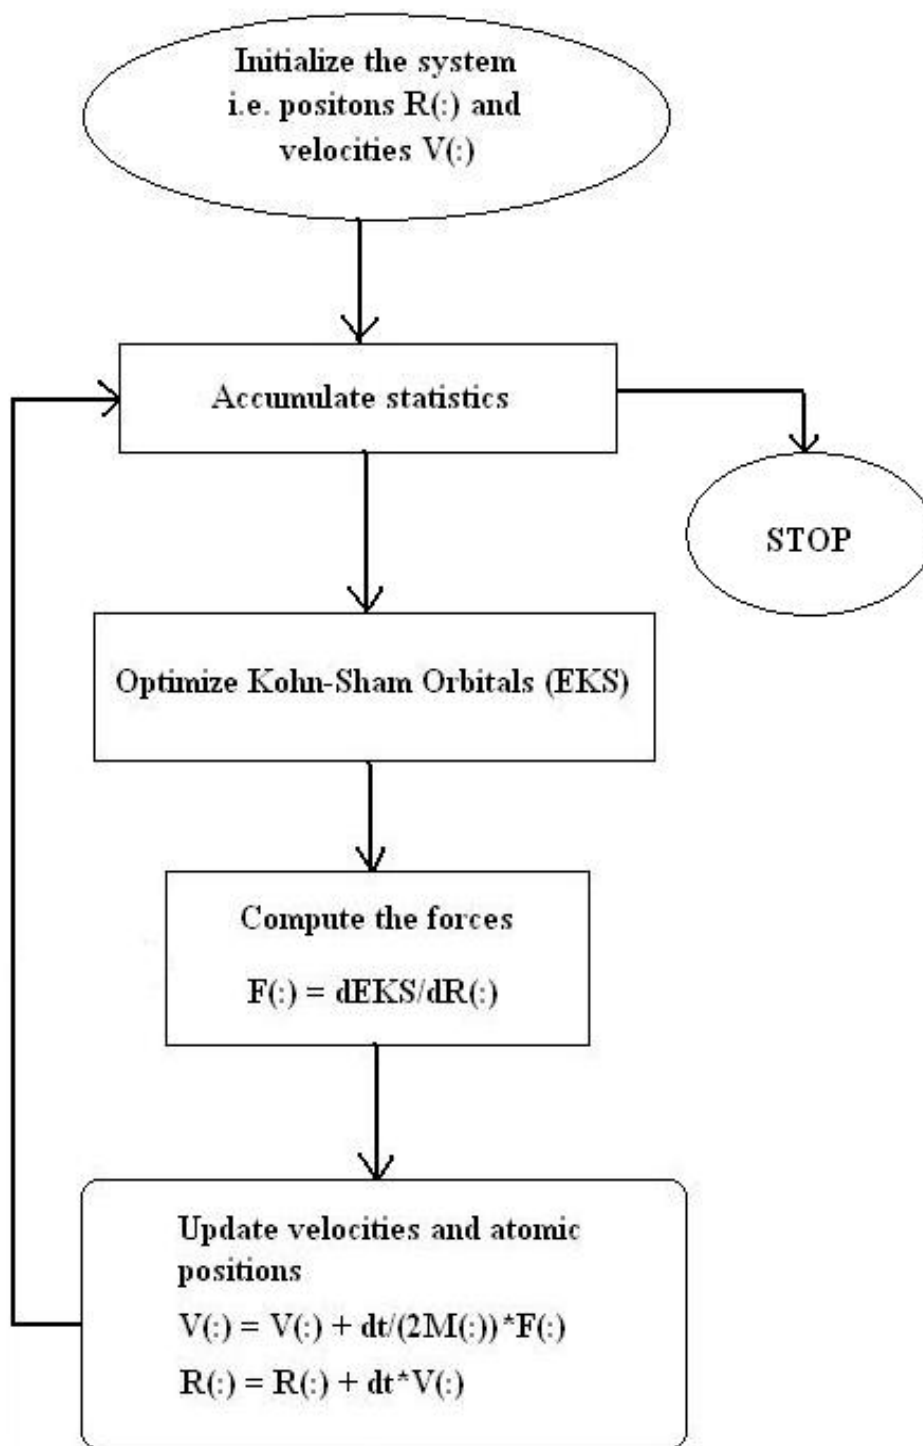 Initialize the system
i.e. positons R(:) and
velocities V(:)
Accumulate statistics
STOP
Optimize Kohn-Sham Orbitals (EKS)
Compute the forces
F(:) = dEKS/dR(:)
Update velocities and atomic
positions
V(:) = V(:) + dt/(2M(:))*F(:)
R(:) = R(:) + dt*V(:)